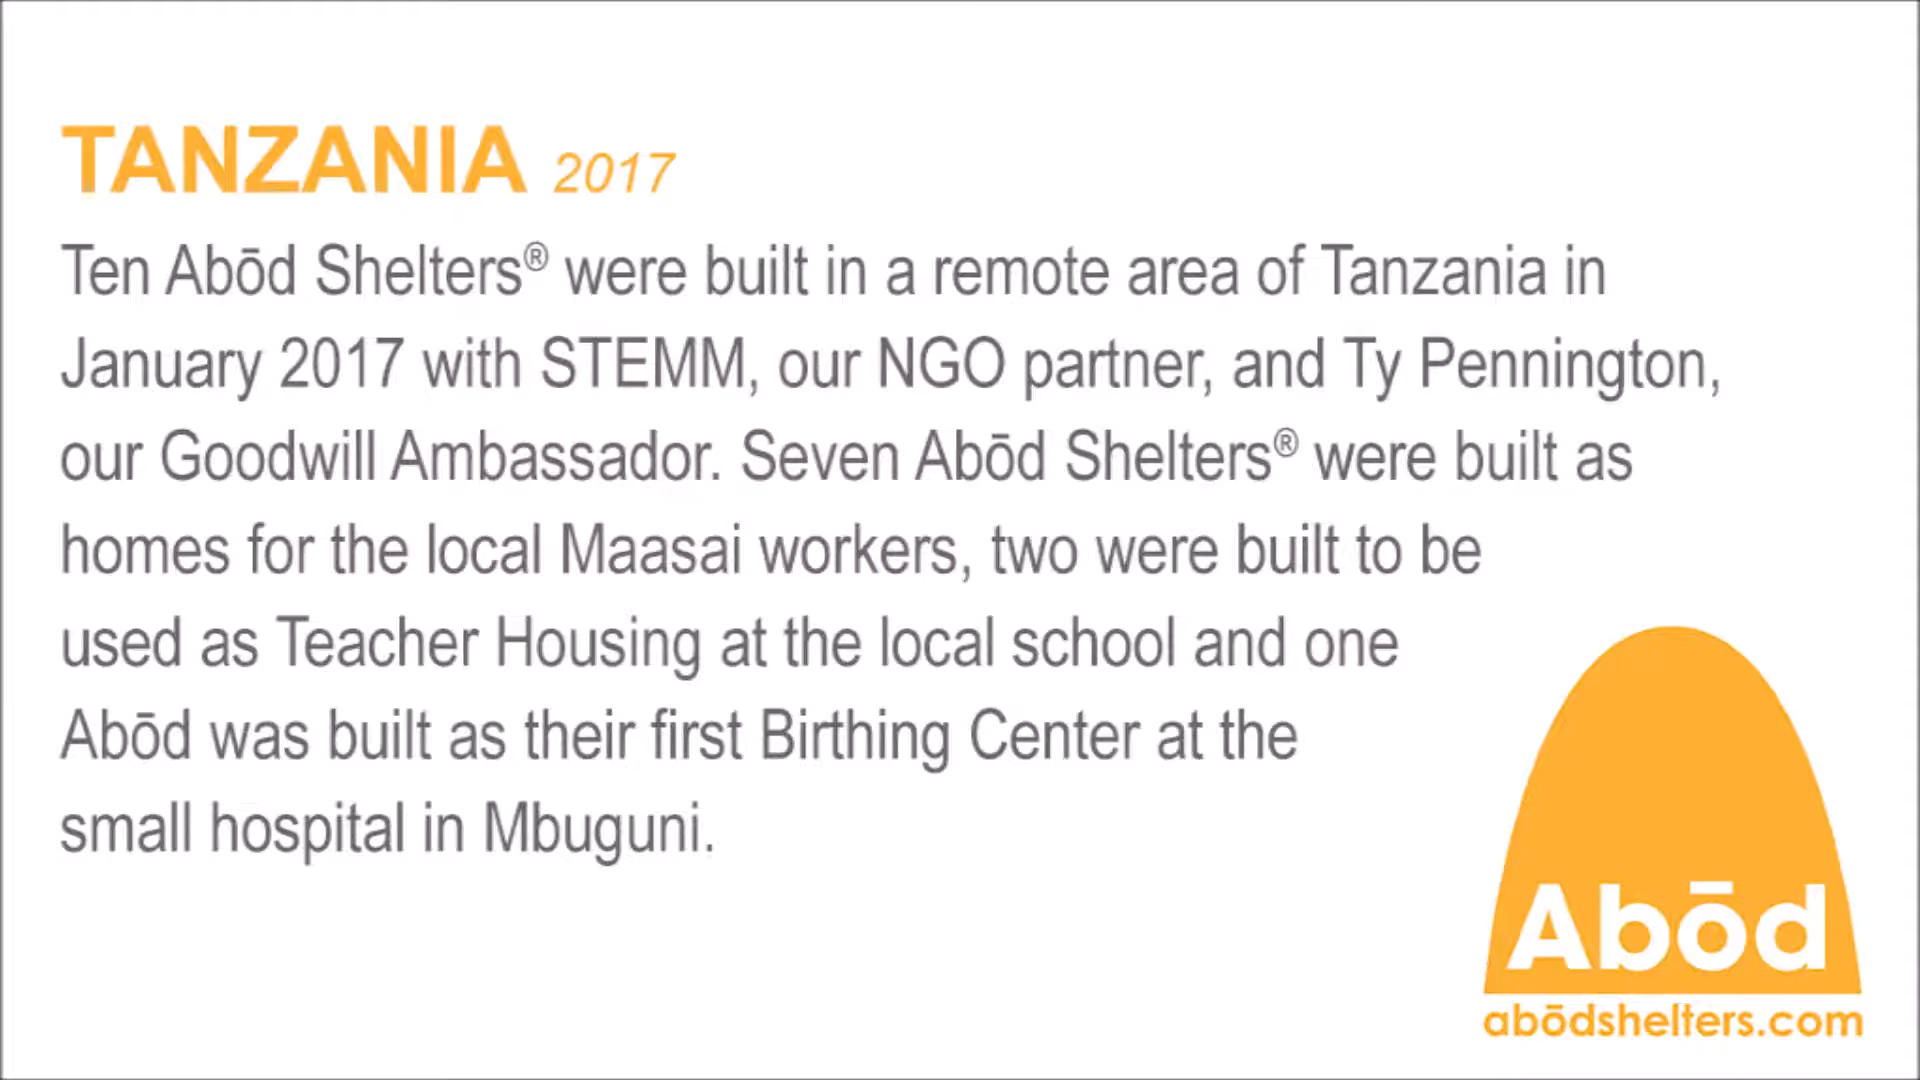 TANZANIA 2017
Ten Abōd Shelters® were built in a remote area of Tanzania in
January 2017 with STEMM, our NGO partner, and Ty Pennington,
our Goodwill Ambassador. Seven Abōd Shelters® were built as
homes for the local Maasai workers, two were built to be
used as Teacher Housing at the local school and one
Abōd was built as their first Birthing Center at the
small hospital in Mbuguni.
Abōd
abōdshelters.com